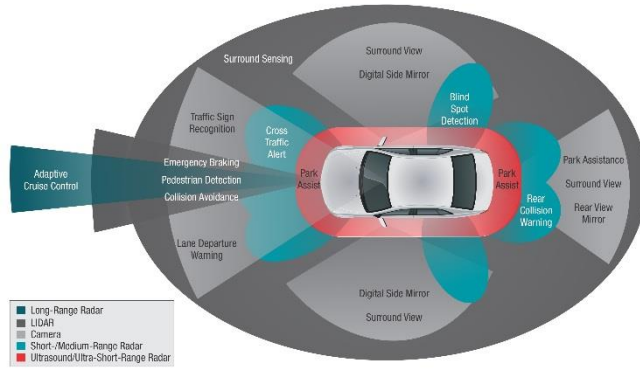 Surround Sensing
Surround View
Digital Side Mirror
Traffic Sign
Recognition
Cross
Traffic
Alert
Blind
Spot
Detection
Adaptive
Cruise Control
Emergency Braking
Pedestrian Detection
Collision Avoidance
Park
Assist
Park
Assist
Park Assistance
Surround View
Rear View
Mirror
Rear
Collision
Warning
Lane Departure
Warning
Digital Side Mirror
Surround View
Long-Range Radar
LIDAR
Camera
Short-/Medium-Range Radar
Ultrasound/Ultra-Short-Range Radar